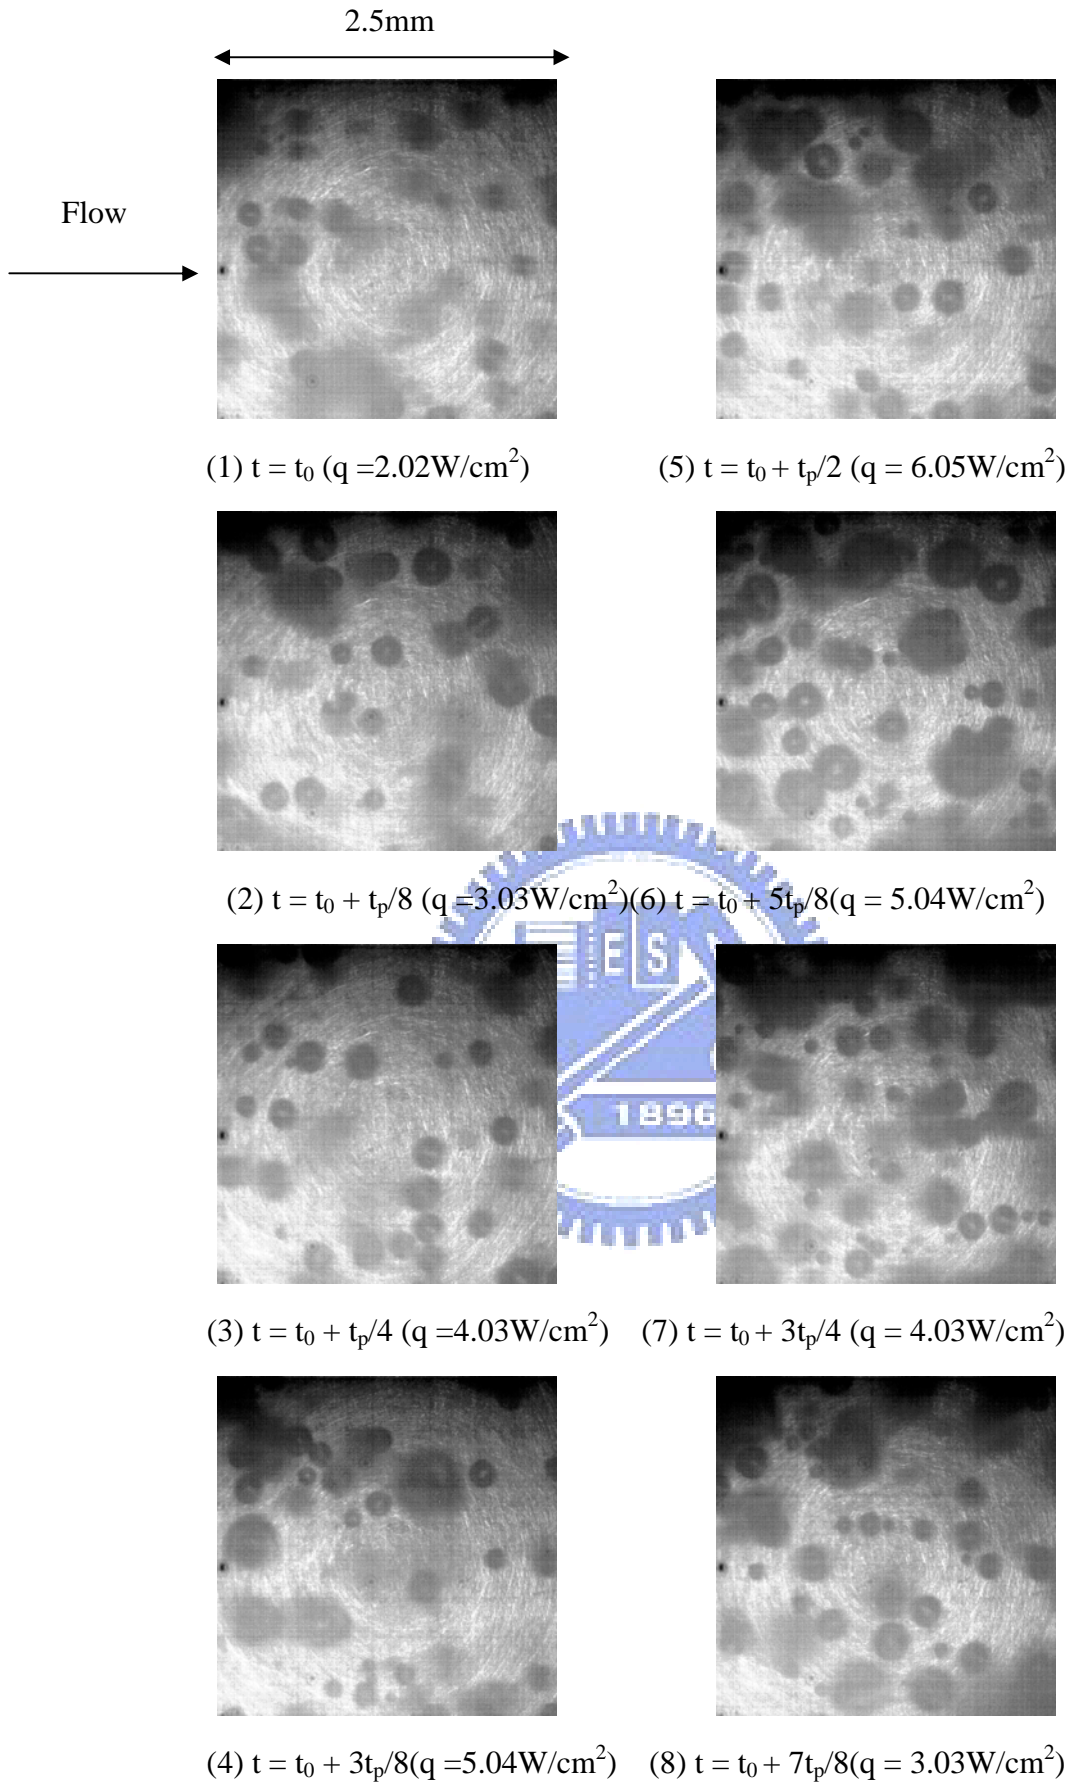 2.5mm
Flow
(1) t = t₀ (q =2.02W/cm²)
(5) t = t₀ + tₚ/2 (q = 6.05W/cm²)
(2) t = t₀ + tₚ/8 (q =3.03W/cm²)(6) t = t₀ + 5tₚ/8(q = 5.04W/cm²)
E S
1896
(3) t = t₀ + tₚ/4 (q =4.03W/cm²)
(7) t = t₀ + 3tₚ/4 (q = 4.03W/cm²)
(4) t = t₀ + 3tₚ/8(q =5.04W/cm²)
(8) t = t₀ + 7tₚ/8(q = 3.03W/cm²)